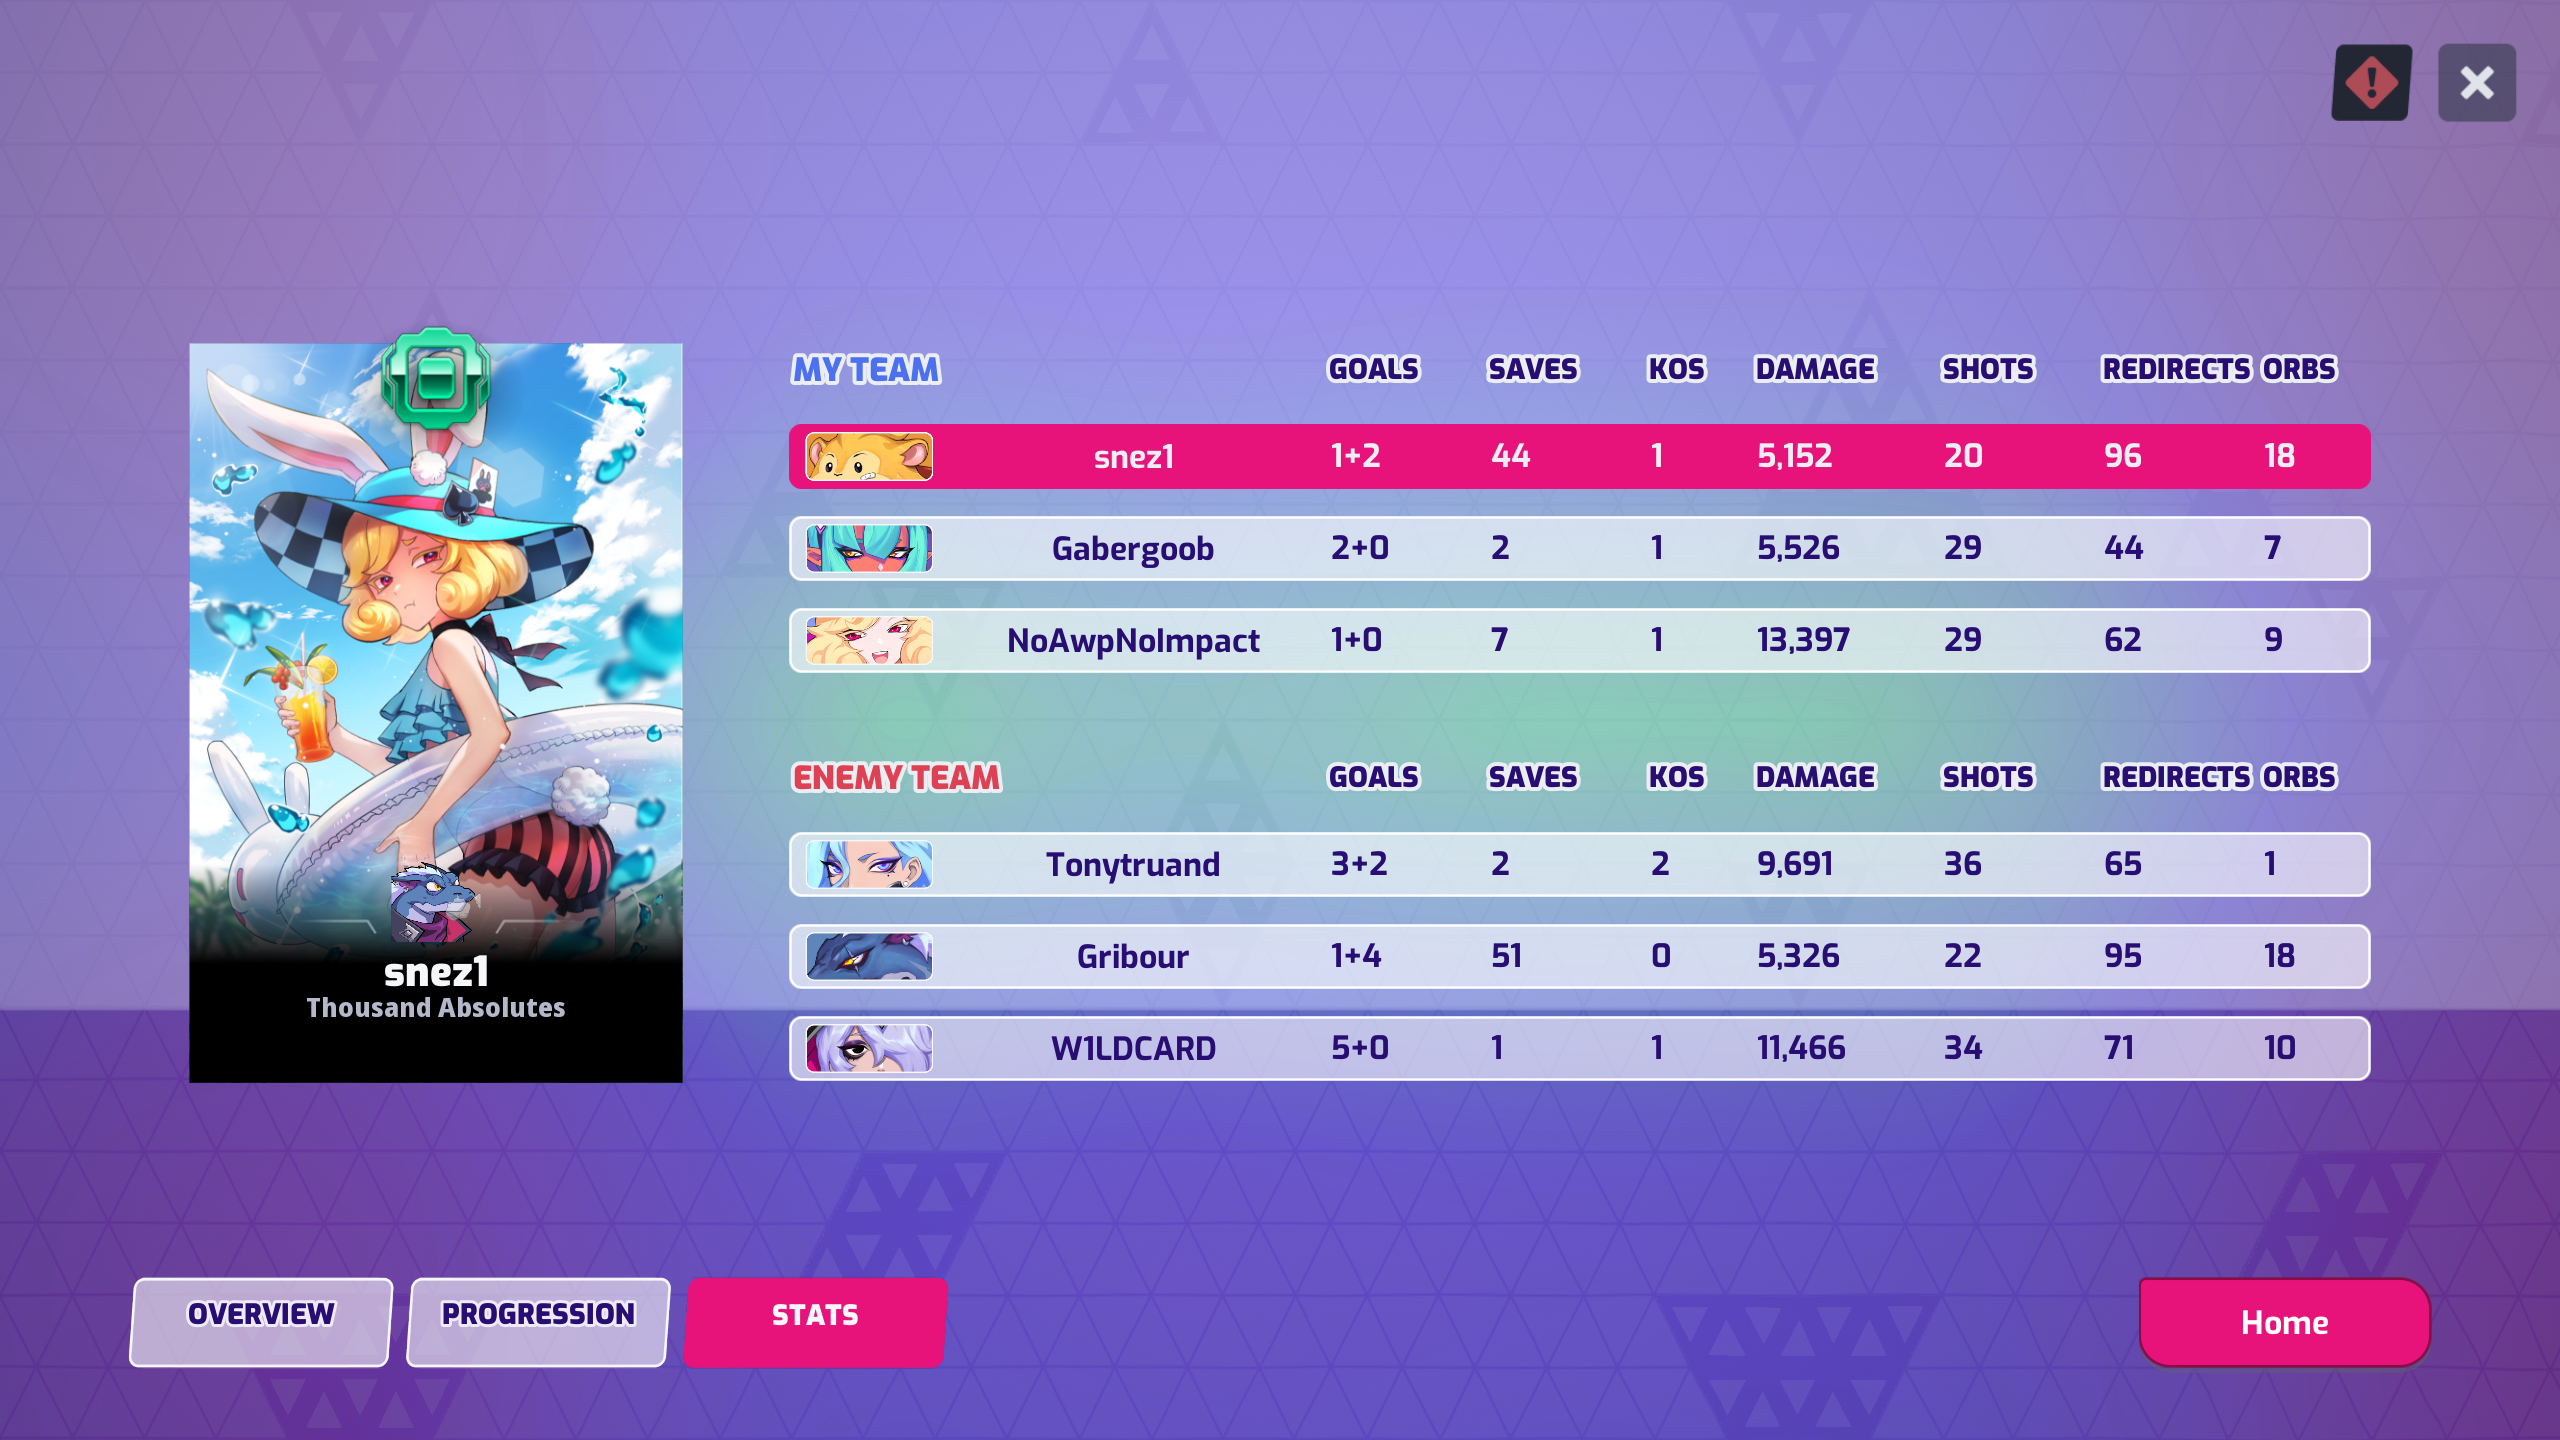 MY TEAM GOALS SAVES KOS DAMAGE SHOTS REDIRECTS ORBS
snez1 1+2 44 1 5,152 20 96 18
Gabergoob 2+0 2 1 5,526 29 44 7
NoAwpNoImpact 1+0 7 1 13,397 29 62 9
ENEMY TEAM GOALS SAVES KOS DAMAGE SHOTS REDIRECTS ORBS
Tonytruand 3+2 2 2 9,691 36 65 1
Gribour 1+4 51 0 5,326 22 95 18
W1LDCARD 5+0 1 1 11,466 34 71 10
snez1
Thousand Absolutes
OVERVIEW PROGRESSION STATS Home